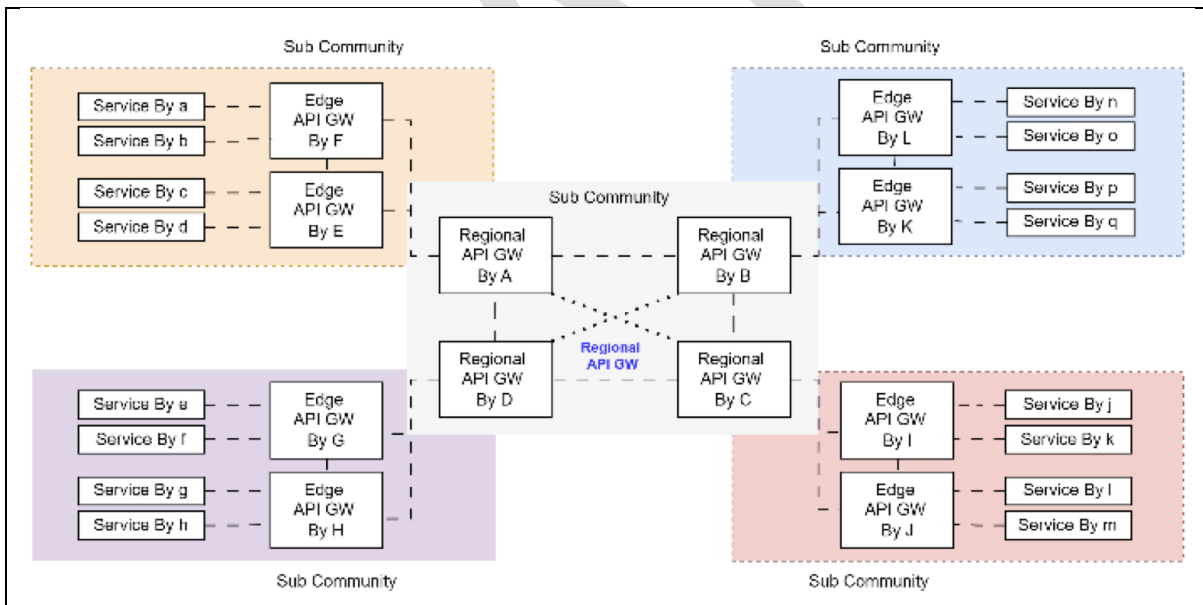 Sub Community
Service By a
Service By b
Edge
API GW
By F
Service By c
Service By d
Edge
API GW
By E
Sub Community
Edge
API GW
By L
Service By n
Service By o
Edge
API GW
By K
Service By p
Service By q
Sub Community
Regional
API GW
By A
Regional
API GW
By B
Regional
API GW
By D
Regional
API GW
Regional
API GW
By C
Service By e
Service By f
Edge
API GW
By G
Service By g
Service By h
Edge
API GW
By H
Sub Community
Edge
API GW
By I
Service By j
Service By k
Edge
API GW
By J
Service By l
Service By m
Sub Community